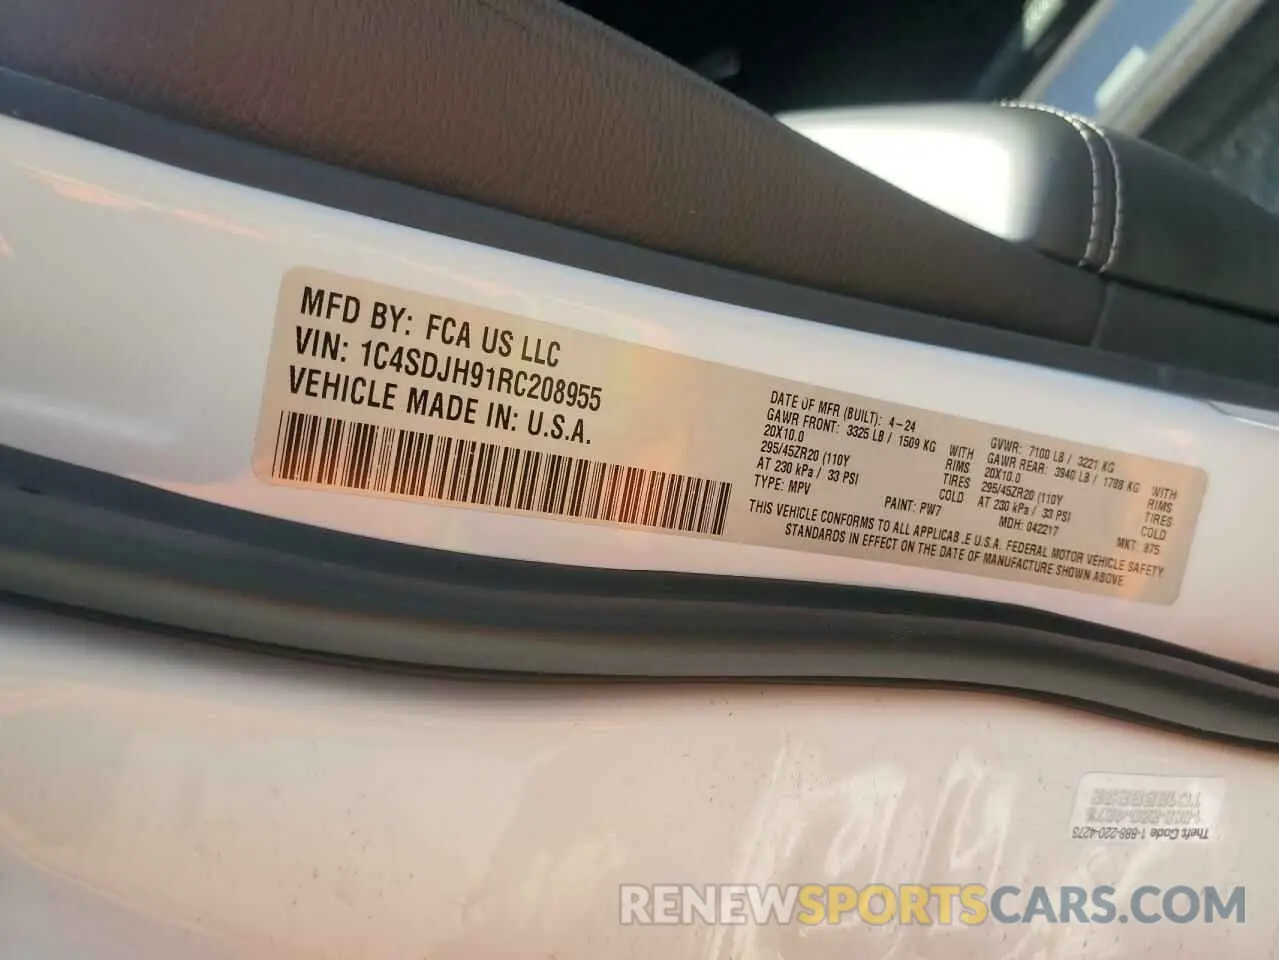 MFD BY: FCA US LLC
VIN: 1C4SDJH91RC208955
VEHICLE MADE IN: U.S.A.
DATE OF MFR (BUILT): 4-24
GAWR FRONT: 3325 LB / 1509 KG WITH
20X10.0 RIMS
295/45ZR20 (110Y TIRES
AT 230 kPa / 33 PSI COLD
TYPE: MPV PAINT: PW7
GVWR: 7100 LB / 3221 KG
GAWR REAR: 3940 LB / 1788 KG WITH
20X10.0 RIMS
295/45ZR20 (110Y TIRES
AT 230 kPa / 33 PSI COLD
MDH: 042217 MKT: 875
THIS VEHICLE CONFORMS TO ALL APPLICAB.E U.S.A. FEDERAL MOTOR VEHICLE SAFETY
STANDARDS IN EFFECT ON THE DATE OF MANUFACTURE SHOWN ABOVE
Theft Code 1-888-220-4273
RENEWSPORTSCARS.COM